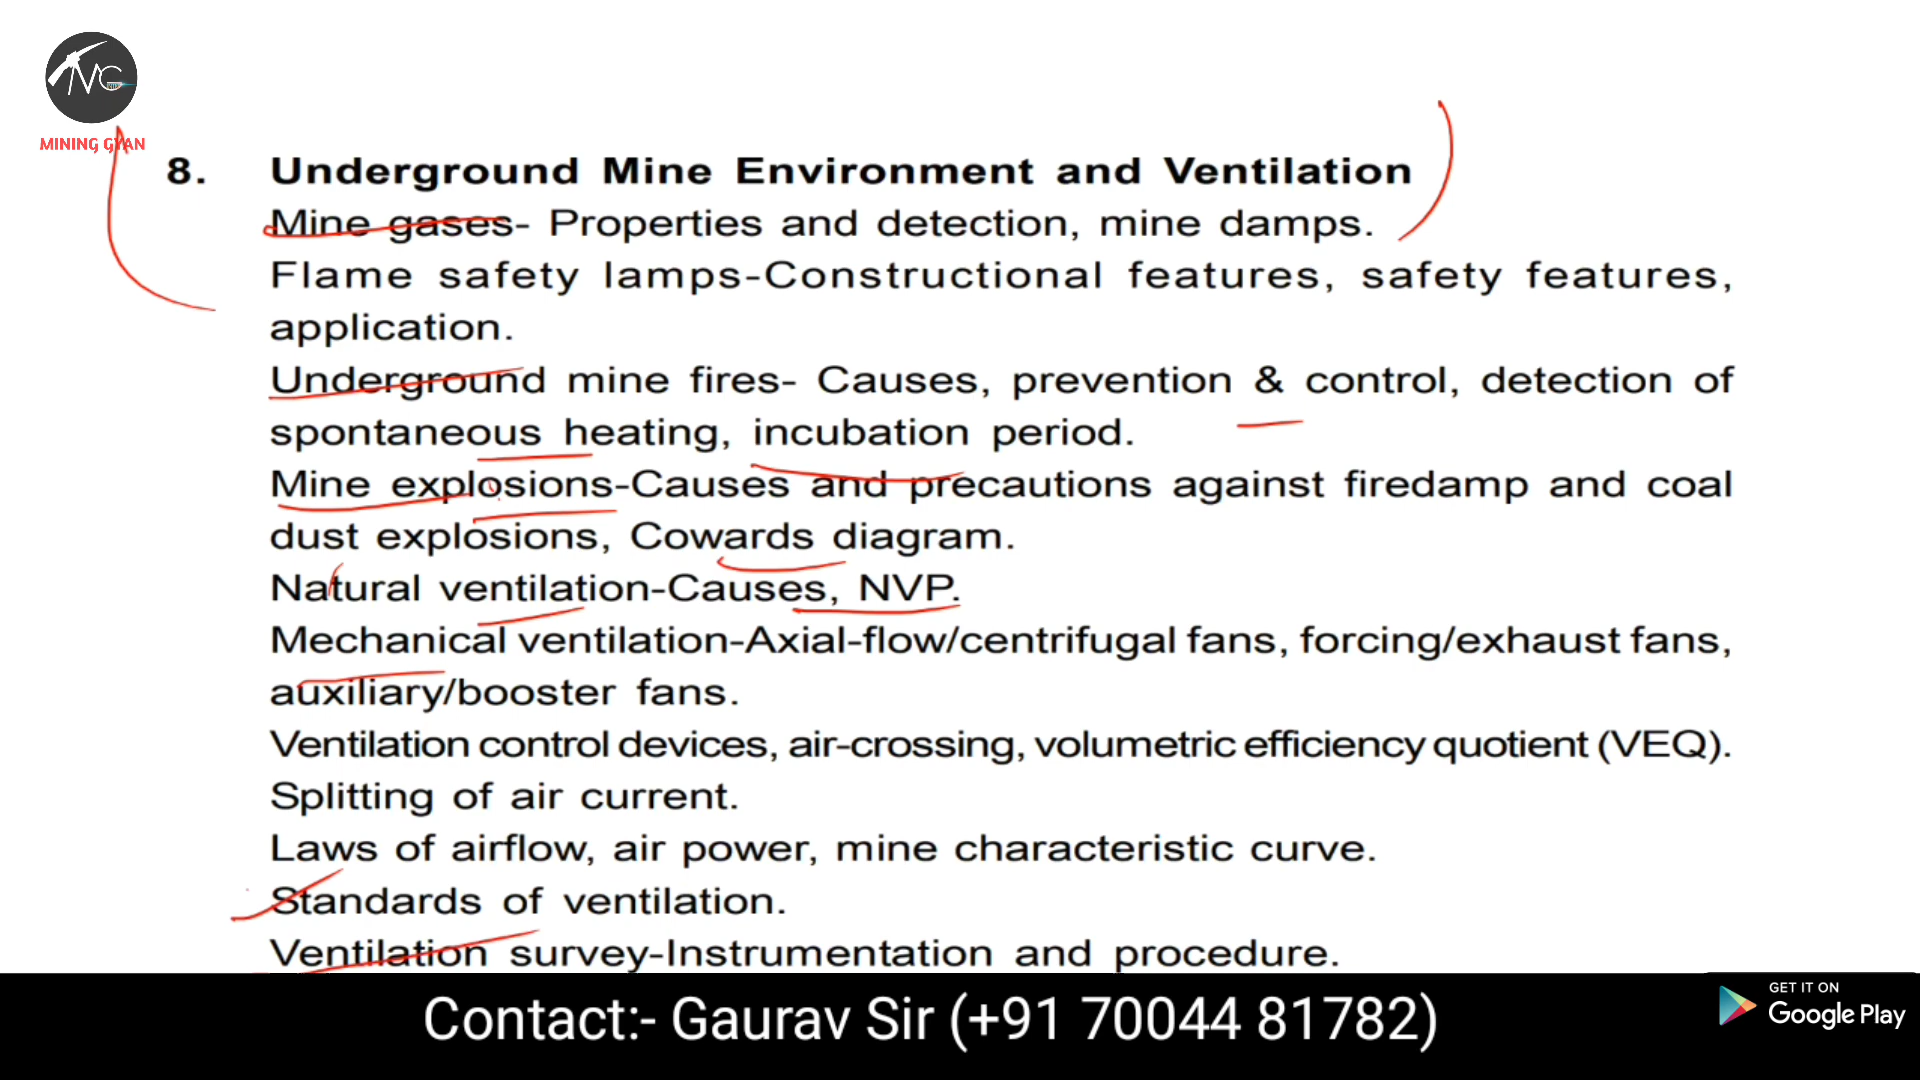 MG
MINING GYAN
8. Underground Mine Environment and Ventilation
Mine gases- Properties and detection, mine damps.
Flame safety lamps-Constructional features, safety features,
application.
Underground mine fires- Causes, prevention & control, detection of
spontaneous heating, incubation period.
Mine explosions-Causes and precautions against firedamp and coal
dust explosions, Cowards diagram.
Natural ventilation-Causes, NVP.
Mechanical ventilation-Axial-flow/centrifugal fans, forcing/exhaust fans,
auxiliary/booster fans.
Ventilation control devices, air-crossing, volumetric efficiency quotient (VEQ).
Splitting of air current.
Laws of airflow, air power, mine characteristic curve.
Standards of ventilation.
Ventilation survey-Instrumentation and procedure.
Contact:- Gaurav Sir (+91 70044 81782)
GET IT ON
Google Play